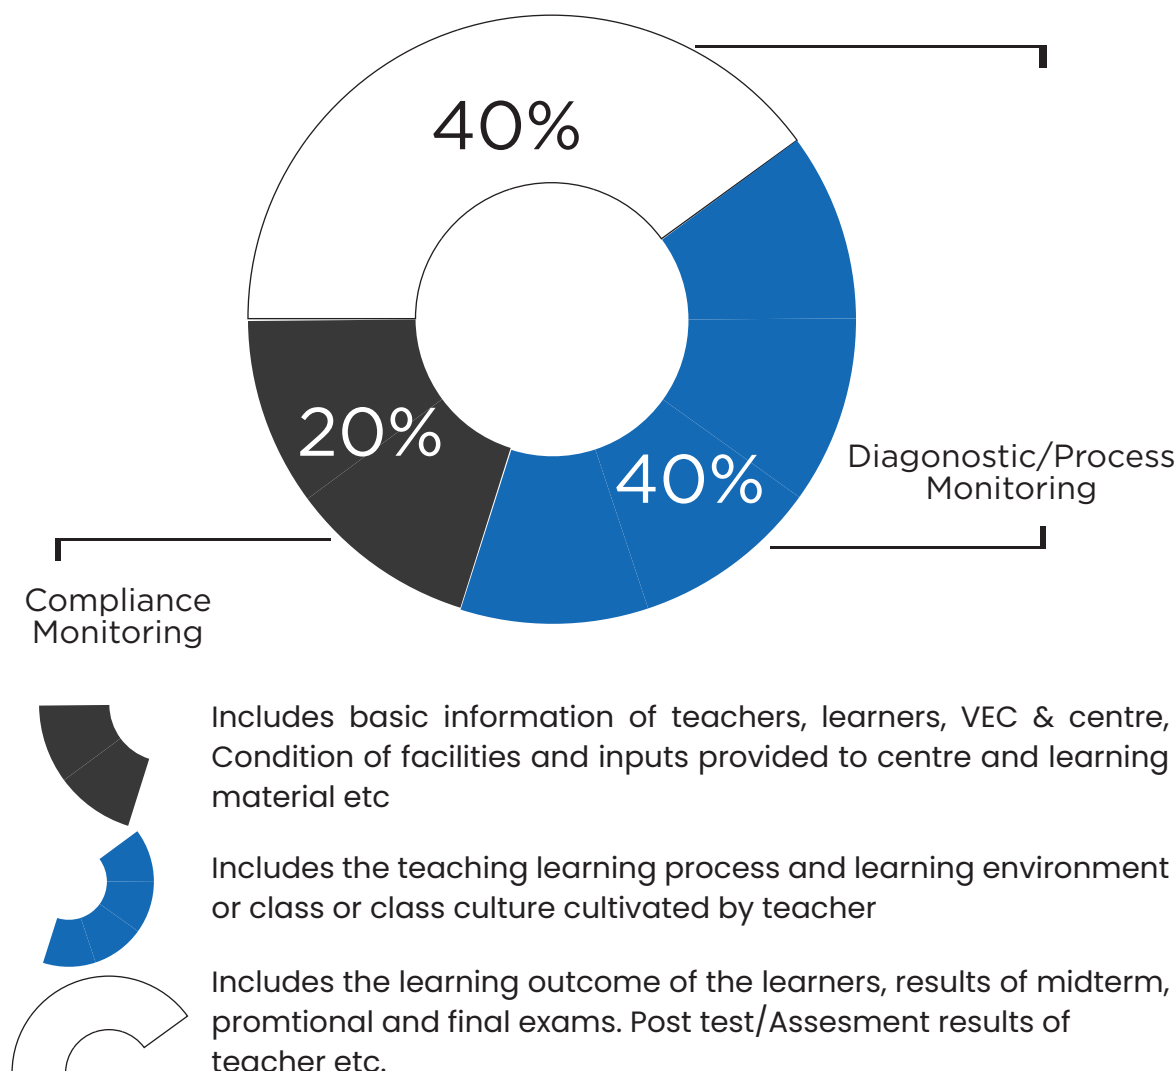 40%
20%
40%
Diagonostic/Process
Monitoring
Compliance
Monitoring
Includes basic information of teachers, learners, VEC & centre,
Condition of facilities and inputs provided to centre and learning
material etc
Includes the teaching learning process and learning environment
or class or class culture cultivated by teacher
Includes the learning outcome of the learners, results of midterm,
promtional and final exams. Post test/Assesment results of
teacher etc.